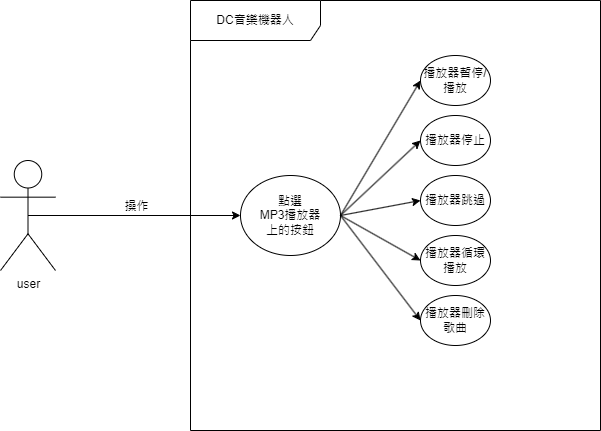 DC音樂機器人
播放器暫停/
播放
播放器停止
操作
點選
MP3播放器
上的按鈕
播放器跳過
播放器循環
播放
user
播放器刪除
歌曲